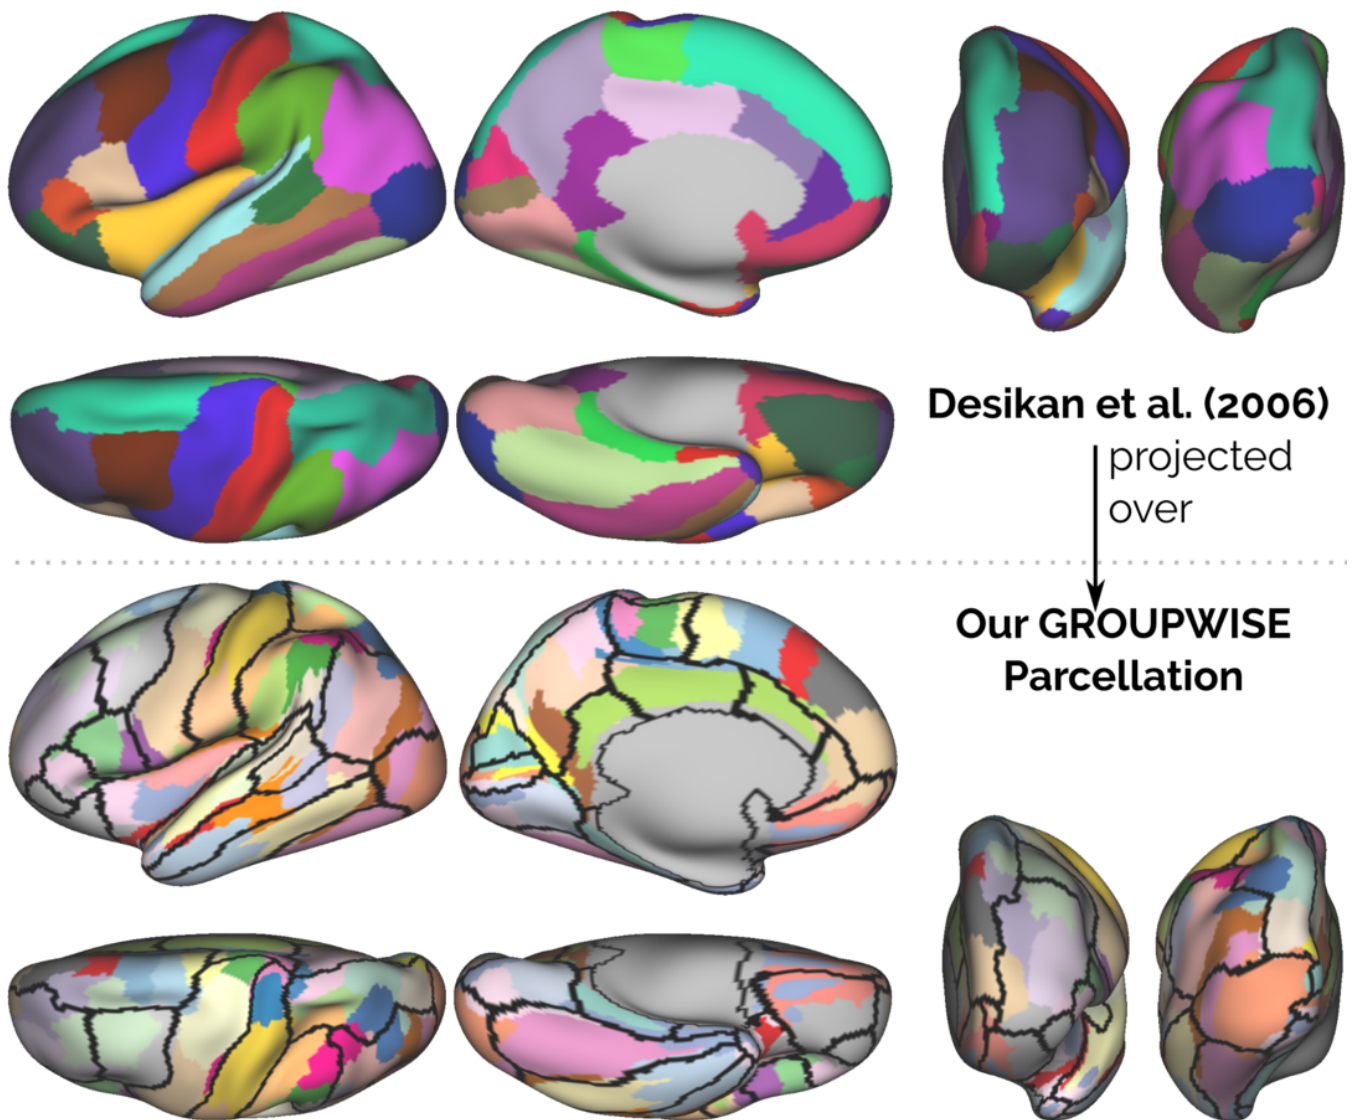 Desikan et al. (2006)
projected
over
Our GROUPWISE
Parcellation